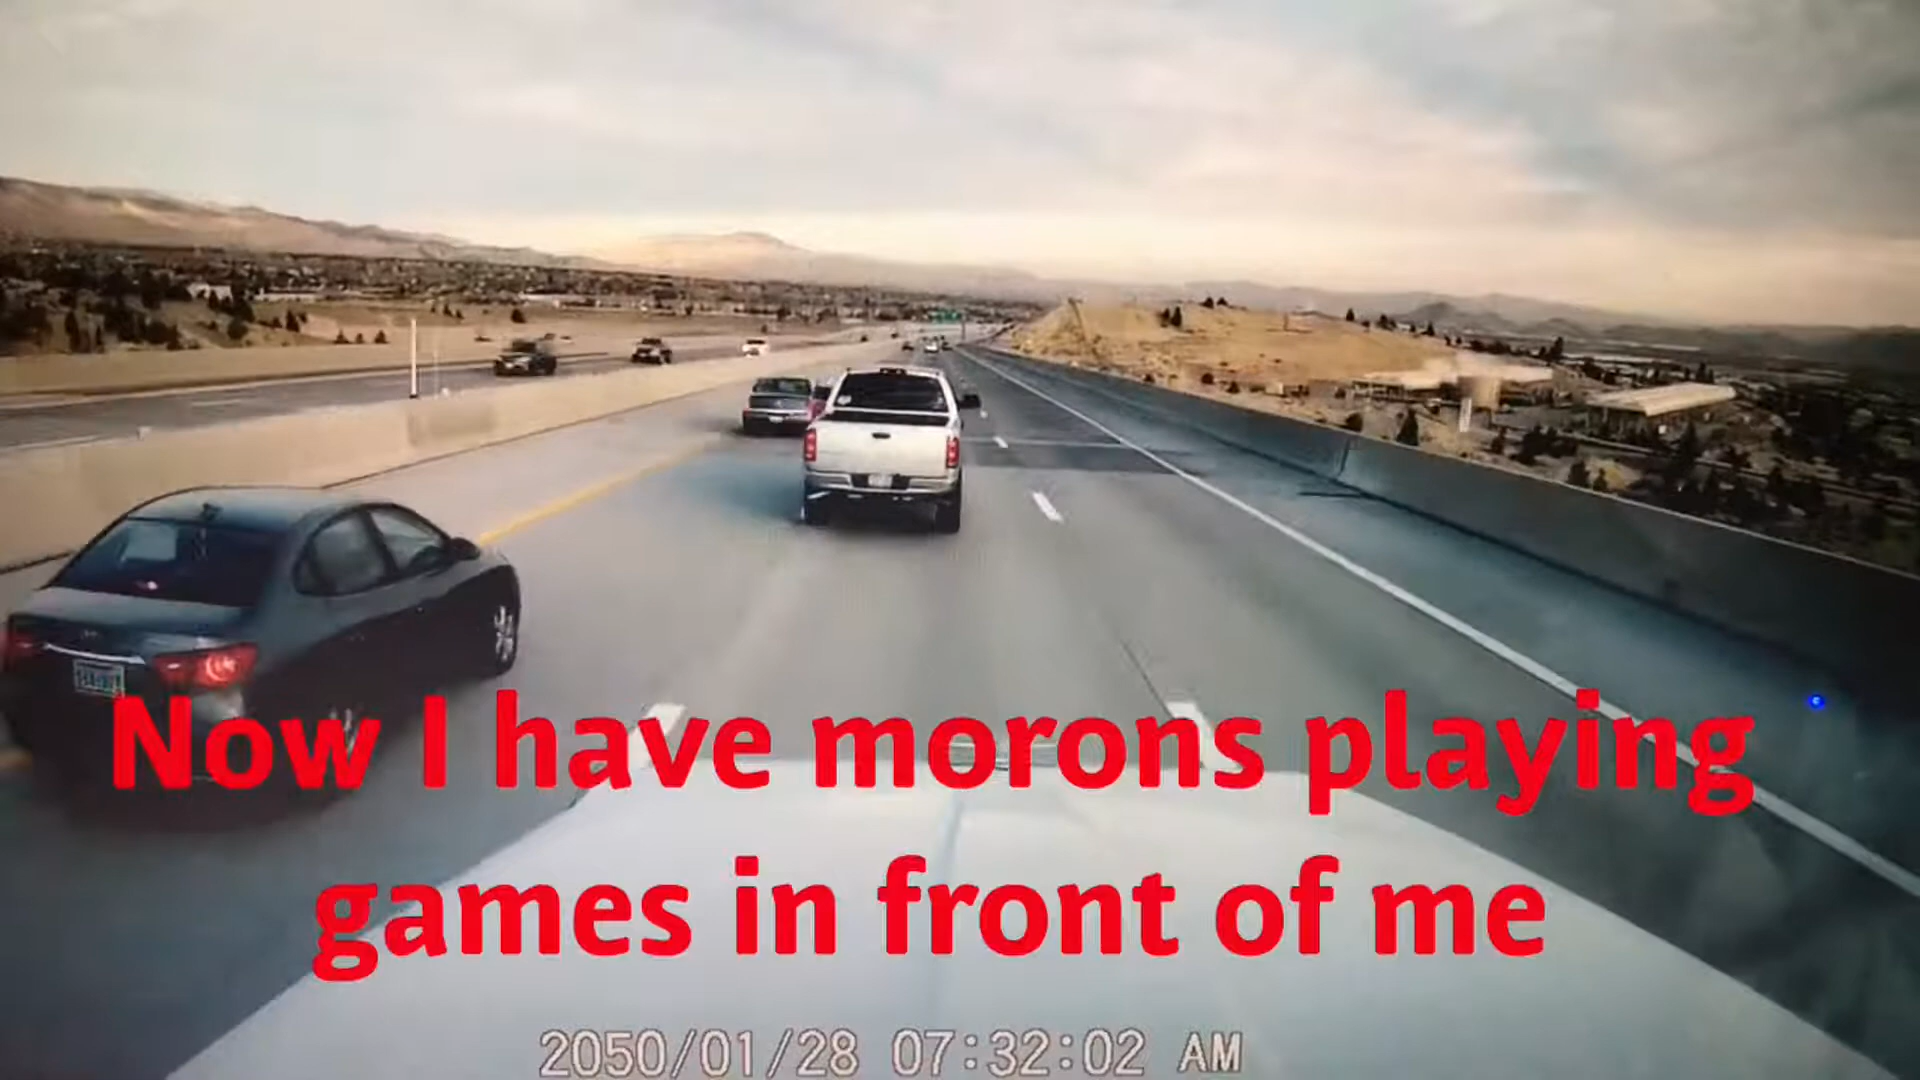 Now I have morons playing
games in front of me
2050/01/28 07:32:02 AM